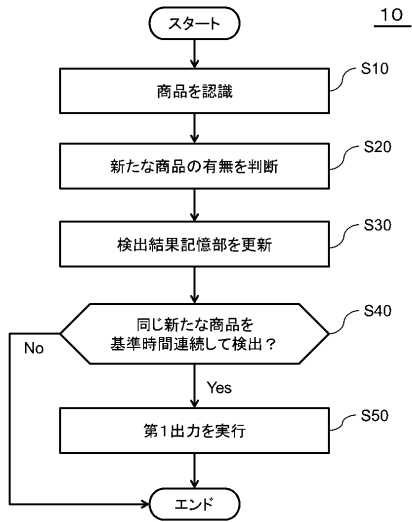 10
スタート
S10
商品を認識
S20
新たな商品の有無を判断
S30
検出結果記憶部を更新
S40
同じ新たな商品を
基準時間連続して検出？
No
Yes
S50
第1出力を実行
エンド